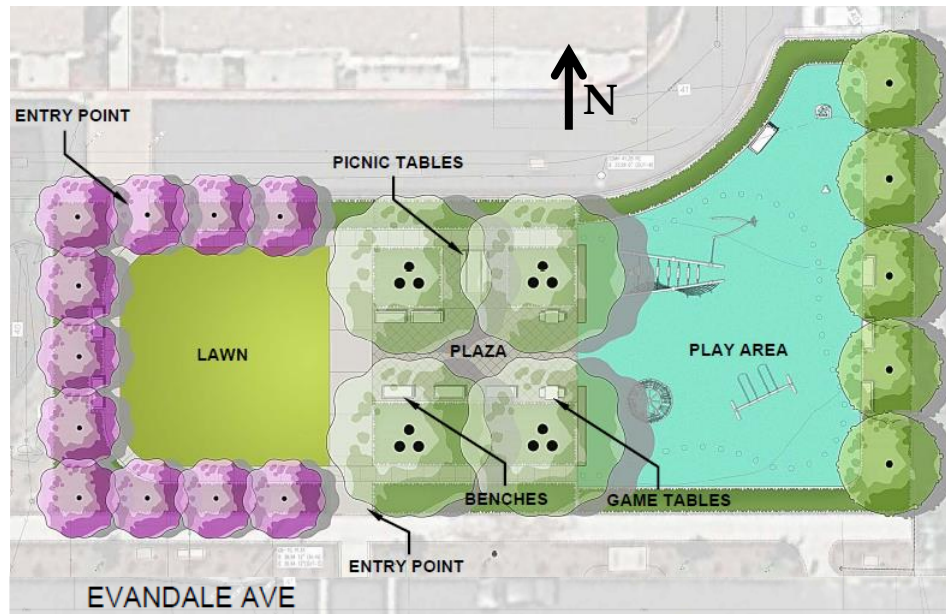 N
ENTRY POINT
PICNIC TABLES
LAWN
PLAZA
PLAY AREA
BENCHES
GAME TABLES
ENTRY POINT
EVANDALE AVE